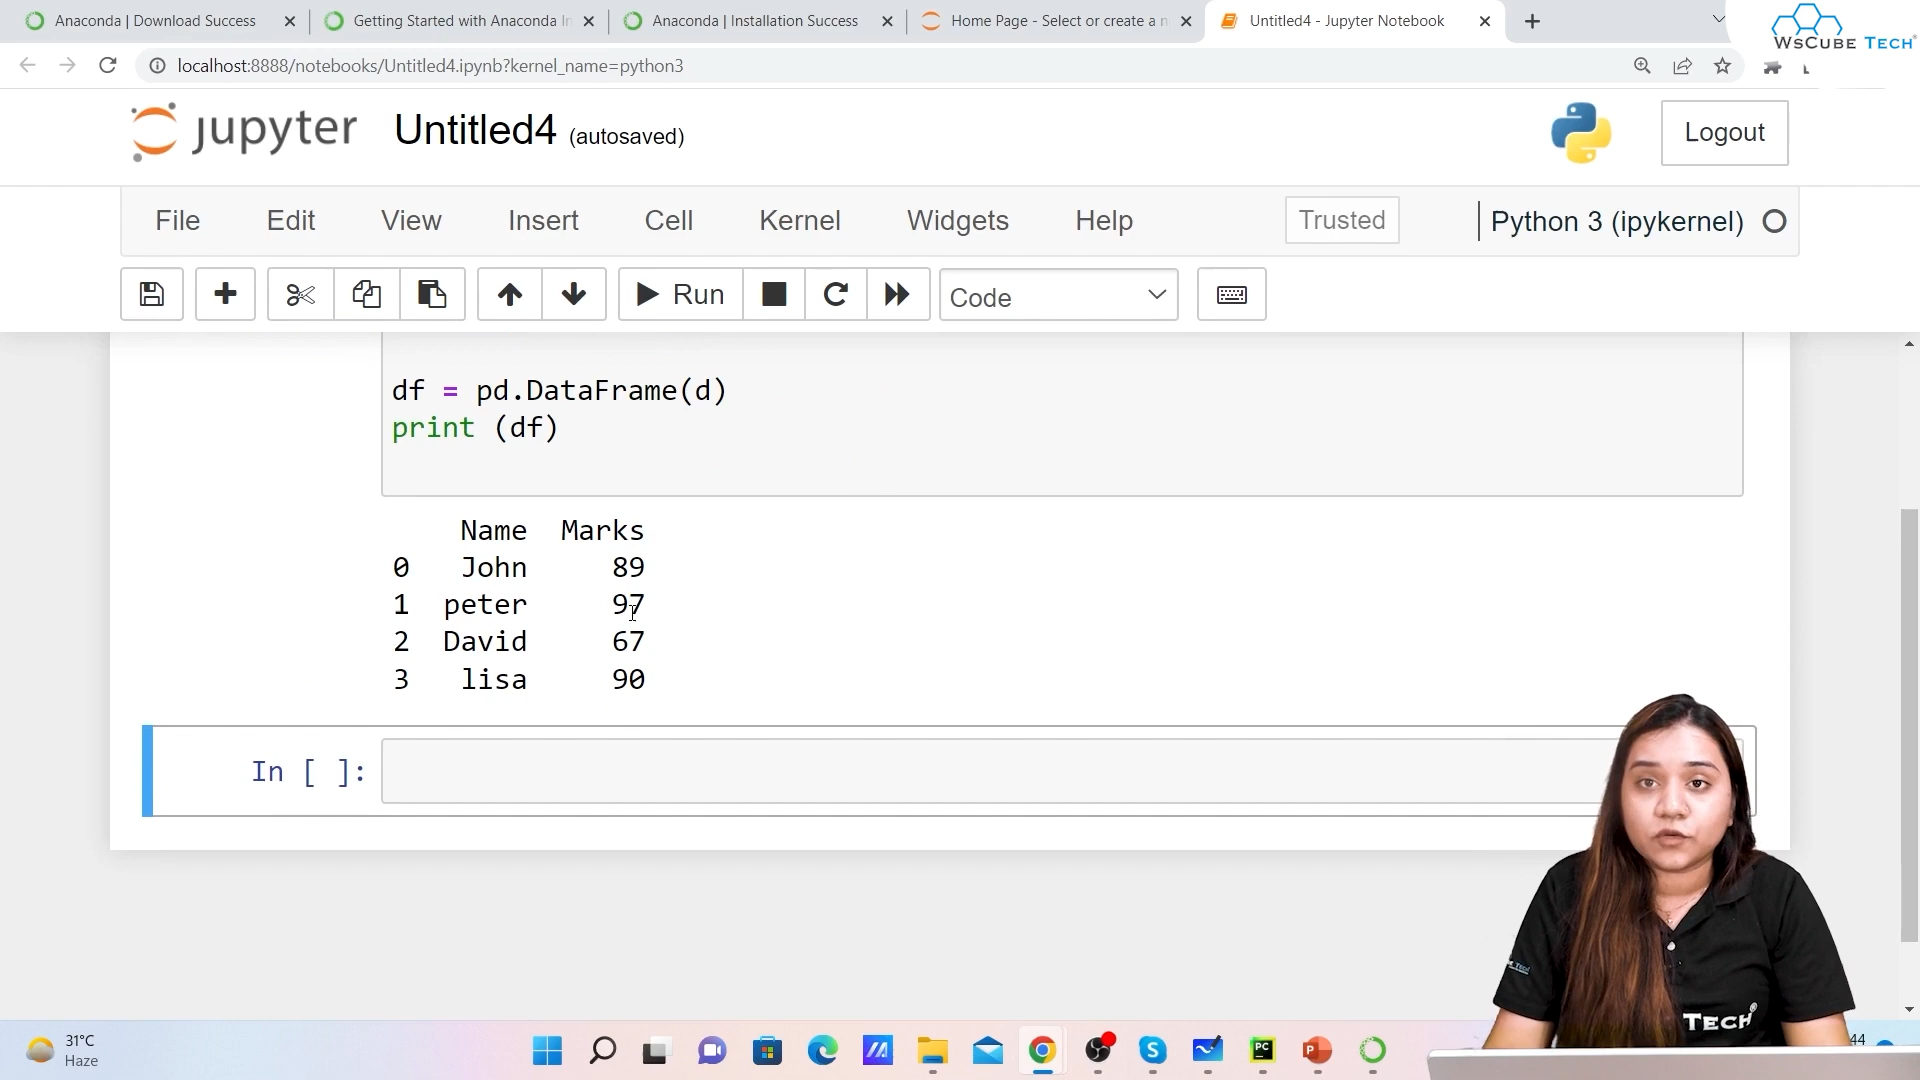 Anaconda | Download Success
Getting Started with Anaconda
Anaconda | Installation Success
Home Page - Select or create a n
Untitled4 - Jupyter Notebook
WsCube Tech
localhost:8888/notebooks/Untitled4.ipynb?kernel_name=python3
jupyter
Untitled4 (autosaved)
Logout
File Edit View Insert Cell Kernel Widgets Help
Trusted
Python 3 (ipykernel)
Run
Code
df = pd.DataFrame(d)
print (df)
Name Marks
0 John 89
1 peter 97
2 David 67
3 lisa 90
In [ ]:
TECH
31°C
Haze
PC
P
44